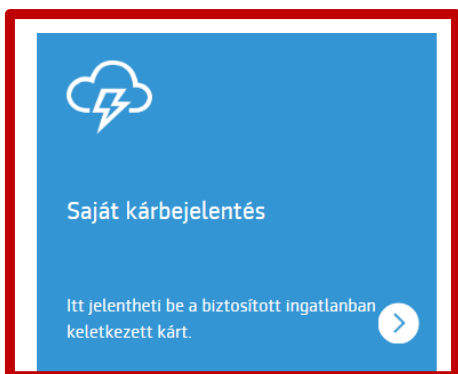 Saját kárbejelentés
Itt jelentheti be a biztosított ingatlanban
keletkezett kárt.